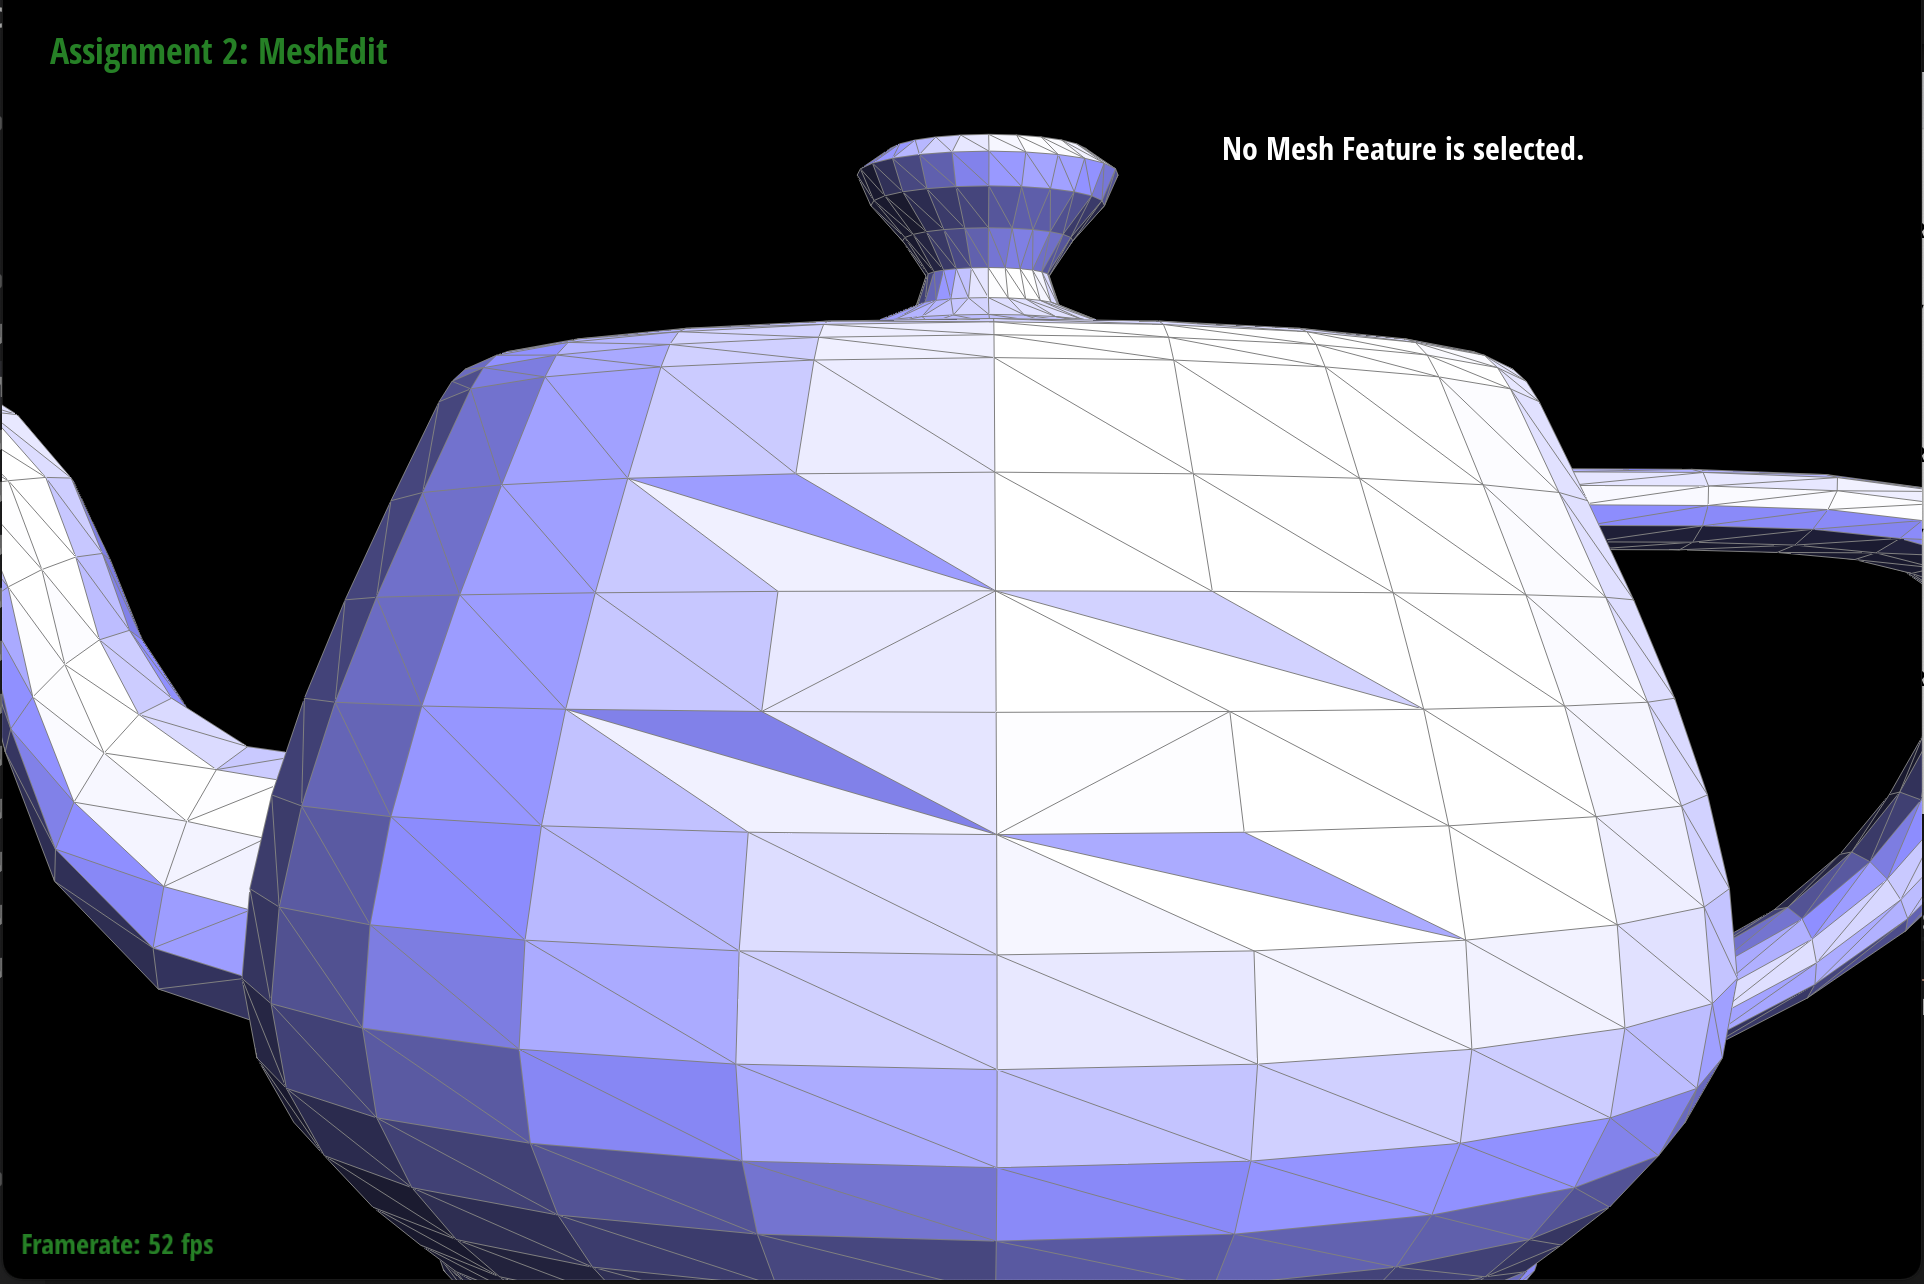 Assignment 2: MeshEdit
No Mesh Feature is selected.
Framerate: 52 fps